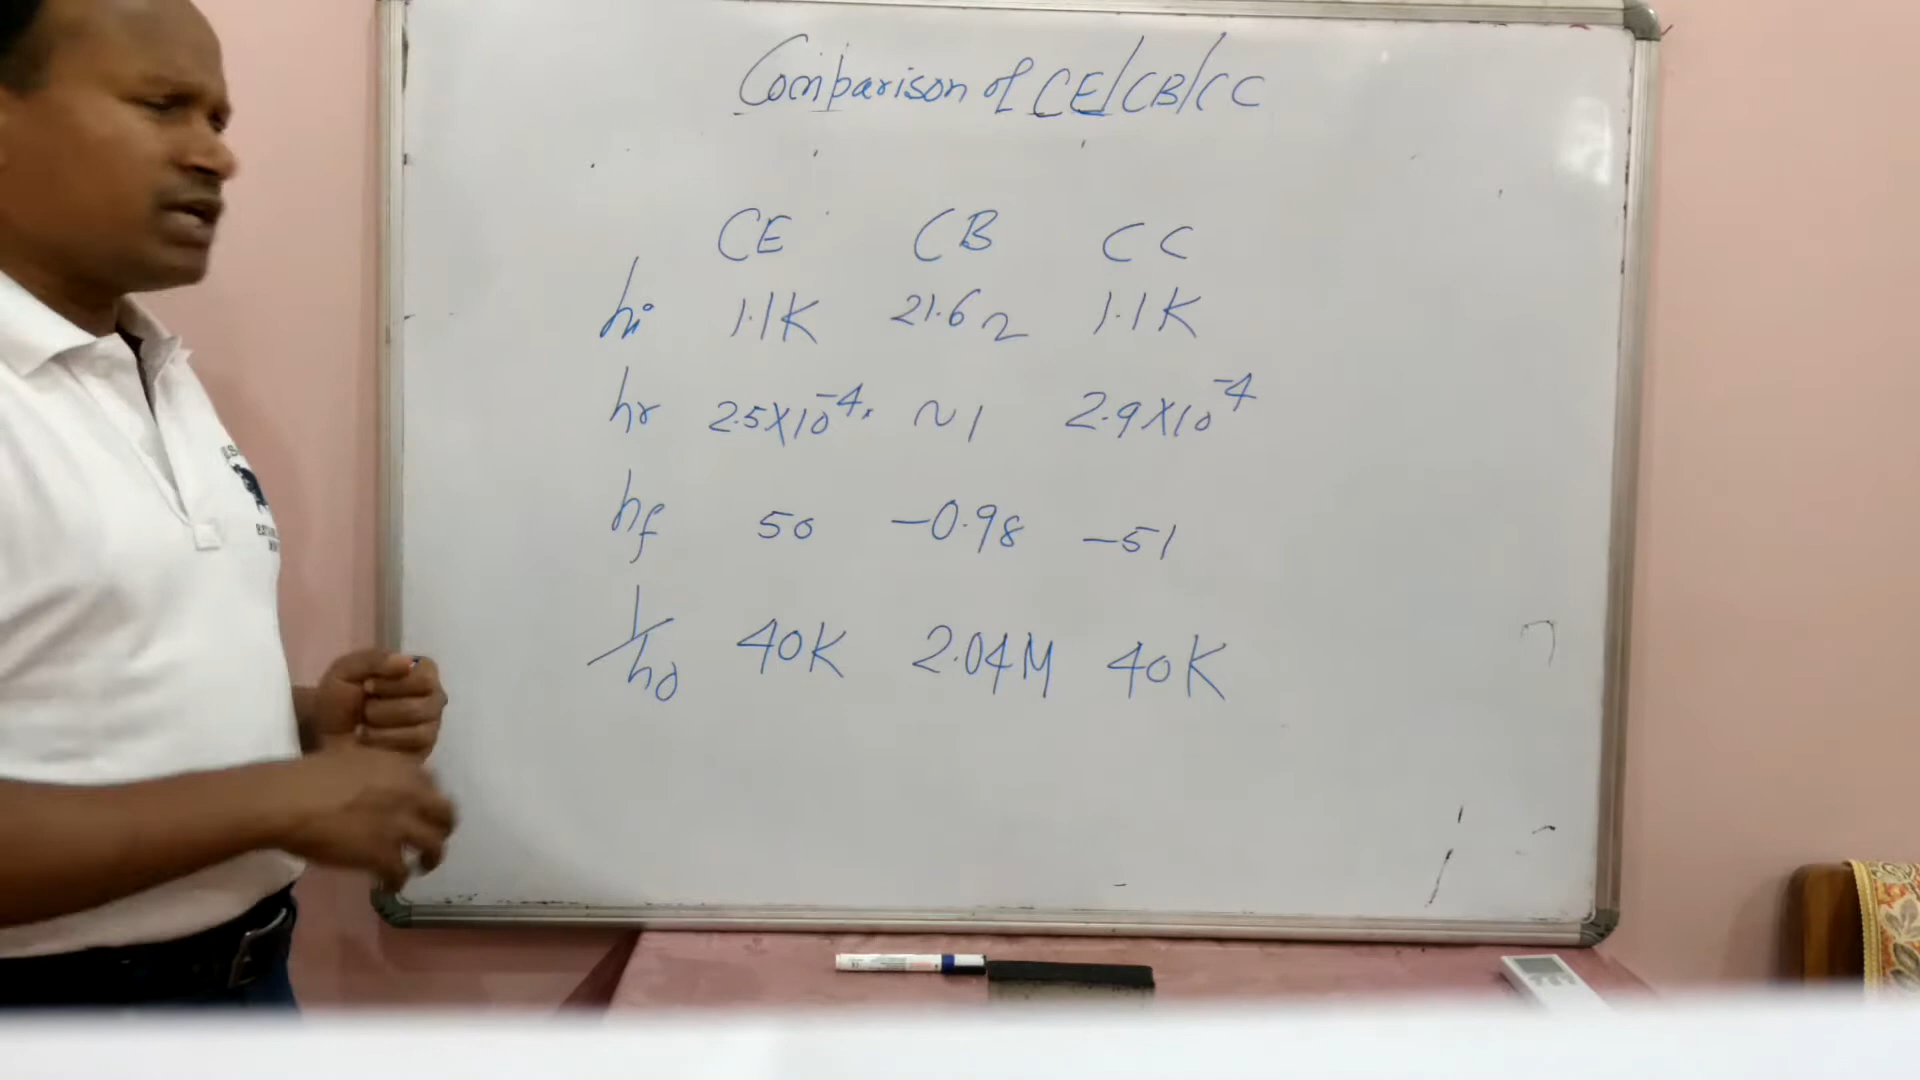 Comparison of CE/CB/CC
CE CB CC
hi 1.1K 21.6Ω 1.1K
hr 2.5X10⁻⁴ ~1 2.9X10⁻⁴
hf 50 -0.98 -51
1/ho 40K 2.04M 40K